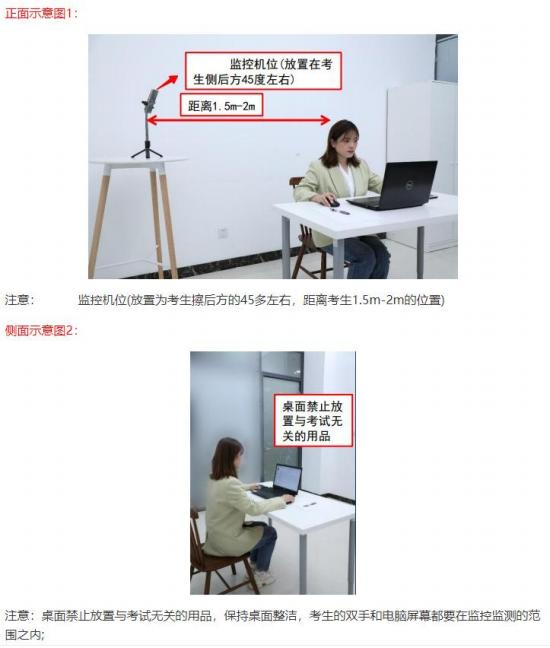 正面示意图1：
监控机位(放置在考
生侧后方45度左右)
距离1.5m-2m
DELL
注意： 监控机位(放置为考生擦后方的45多左右，距离考生1.5m-2m的位置)
侧面示意图2：
桌面禁止放
置与考试无
关的用品
注意：桌面禁止放置与考试无关的用品，保持桌面整洁，考生的双手和电脑屏幕都要在监控监测的范
围之内;